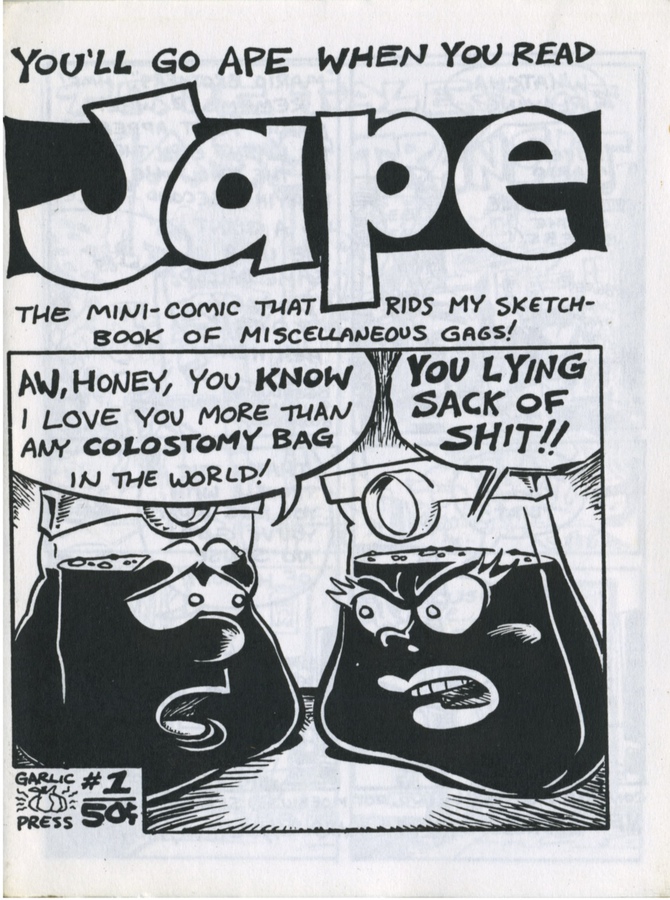 YOU'LL GO APE WHEN YOU READ
Jape
THE MINI-COMIC THAT RIDS MY SKETCH-
BOOK OF MISCELLANEOUS GAGS!
AW, HONEY, YOU KNOW
I LOVE YOU MORE THAN
ANY COLOSTOMY BAG
IN THE WORLD!
YOU LYING
SACK OF
SHIT!!
GARLIC
PRESS
#1
50¢